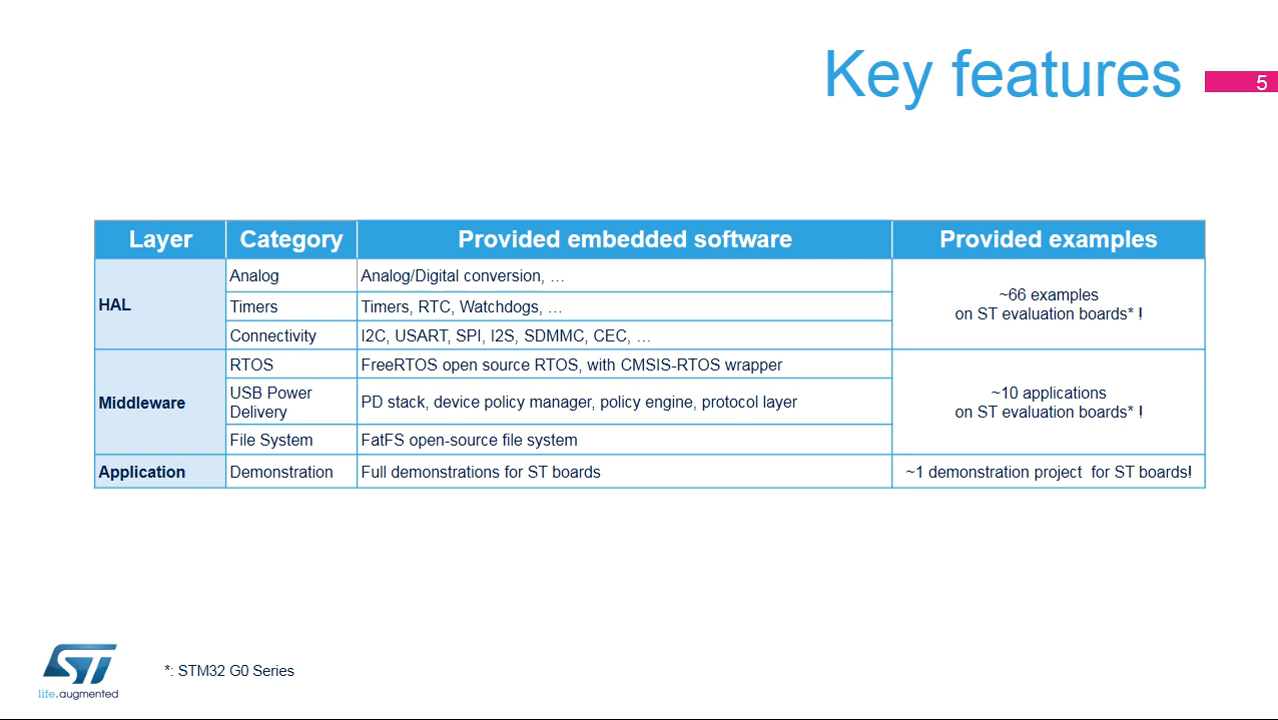 Key features
5
Layer
Category
Provided embedded software
Provided examples
HAL
Analog
Analog/Digital conversion, …
~66 examples
on ST evaluation boards* !
Timers
Timers, RTC, Watchdogs, …
Connectivity
I2C, USART, SPI, I2S, SDMMC, CEC, …
Middleware
RTOS
FreeRTOS open source RTOS, with CMSIS-RTOS wrapper
~10 applications
on ST evaluation boards* !
USB Power
Delivery
PD stack, device policy manager, policy engine, protocol layer
File System
FatFS open-source file system
Application
Demonstration
Full demonstrations for ST boards
~1 demonstration project  for ST boards!
ST
life.augmented
*: STM32 G0 Series